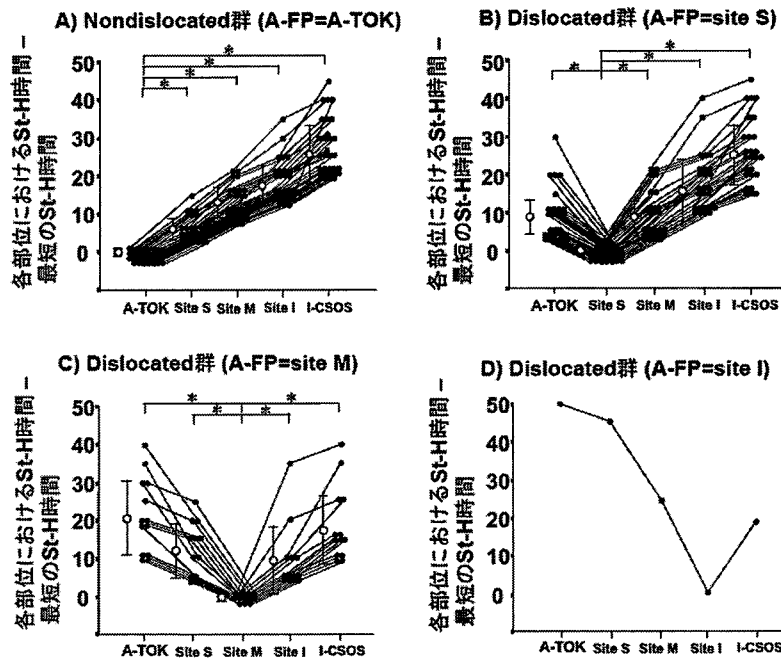 A) Nondislocated群 (A-FP=A-TOK)
各部位におけるSt-H時間 −
最短のSt-H時間
50
40
30
20
10
0
* * * *
A-TOK Site S Site M Site I I-CSOS
B) Dislocated群 (A-FP=site S)
各部位におけるSt-H時間 −
最短のSt-H時間
50
40
30
20
10
0
* * * *
A-TOK Site S Site M Site I I-CSOS
C) Dislocated群 (A-FP=site M)
各部位におけるSt-H時間 −
最短のSt-H時間
50
40
30
20
10
0
* * * *
A-TOK Site S Site M Site I I-CSOS
D) Dislocated群 (A-FP=site I)
各部位におけるSt-H時間 −
最短のSt-H時間
50
40
30
20
10
0
A-TOK Site S Site M Site I I-CSOS